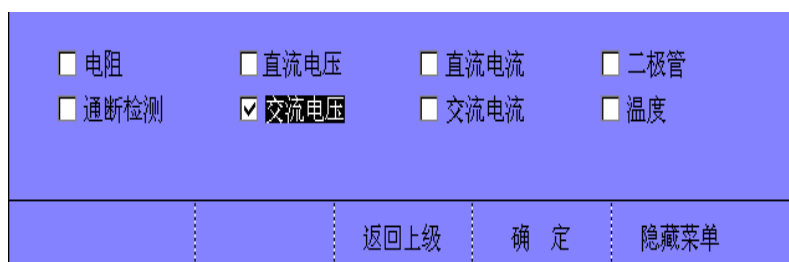 电阻 直流电压 直流电流 二极管
通断检测 交流电压 交流电流 温度
返回上级 确 定 隐藏菜单